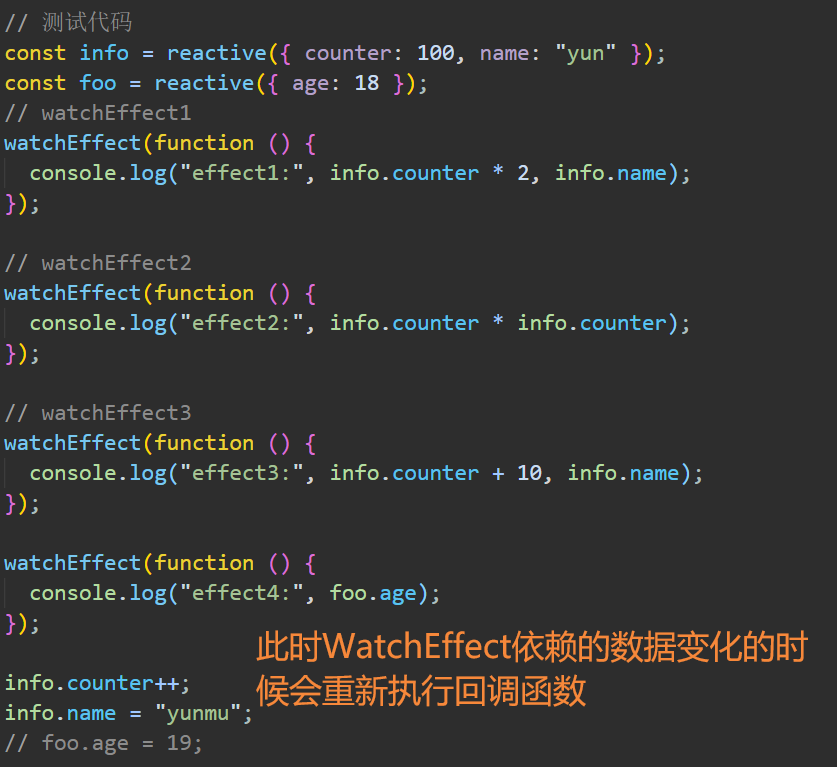 // 测试代码
const info = reactive({ counter: 100, name: "yun" });
const foo = reactive({ age: 18 });
// watchEffect1
watchEffect(function () {
  console.log("effect1:", info.counter * 2, info.name);
});

// watchEffect2
watchEffect(function () {
  console.log("effect2:", info.counter * info.counter);
});

// watchEffect3
watchEffect(function () {
  console.log("effect3:", info.counter + 10, info.name);
});

watchEffect(function () {
  console.log("effect4:", foo.age);
});
此时WatchEffect依赖的数据变化的时
候会重新执行回调函数
info.counter++;
info.name = "yunmu";
// foo.age = 19;